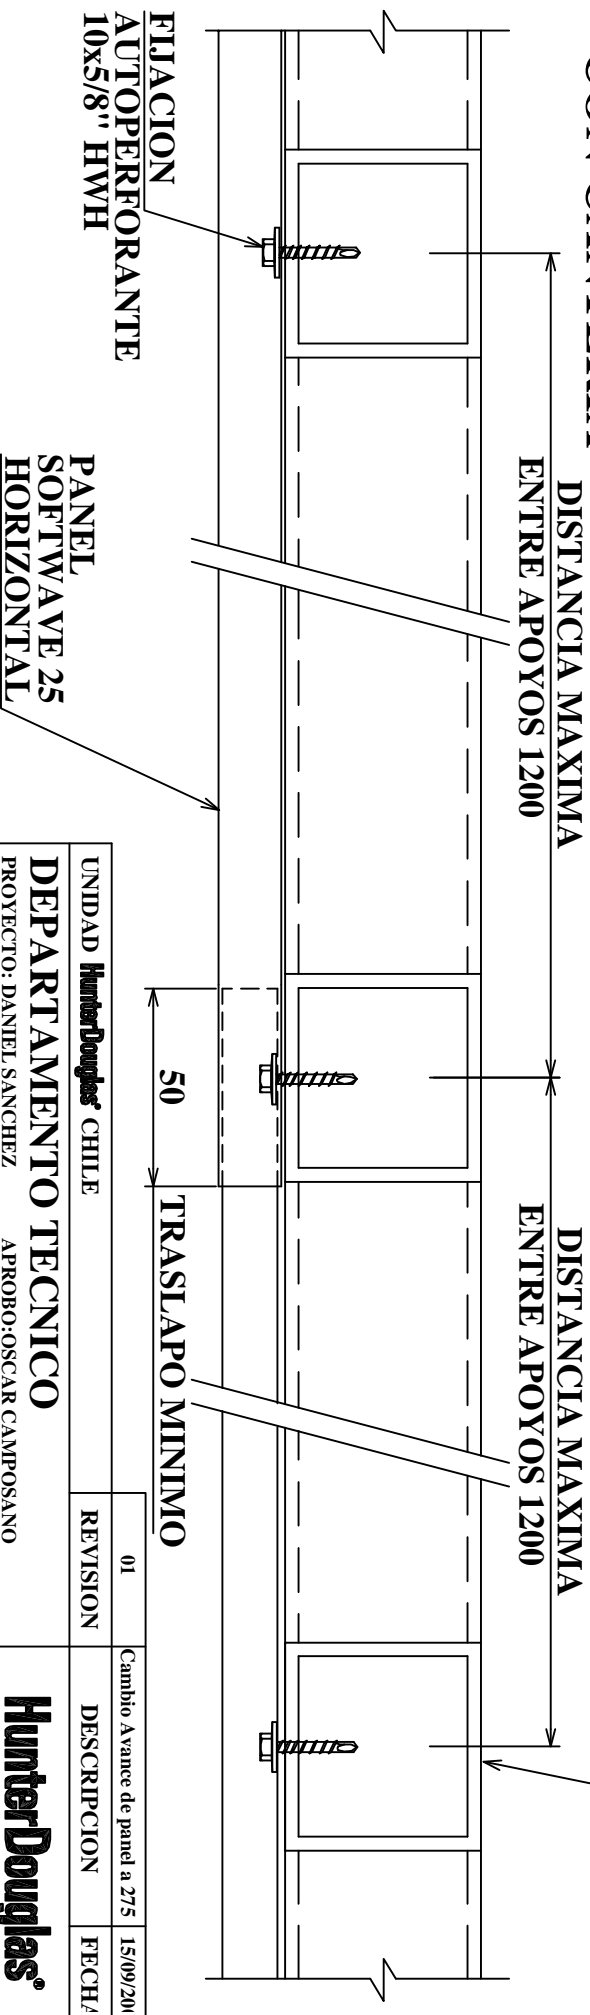 DISTANCIA MAXIMA
ENTRE APOYOS 1200
DISTANCIA MAXIMA
ENTRE APOYOS 1200
FIJACION
AUTOPERFORANTE
10x5/8" HWH
50
TRASLAPO MINIMO
PANEL
SOFTWAVE 25
HORIZONTAL
01
Cambio Avance de panel a 275
UNIDAD HunterDouglas® CHILE
REVISION
DESCRIPCION
FECHA
DEPARTAMENTO TECNICO
PROYECTO: DANIEL SANCHEZ
APROBO:OSCAR CAMPOSANO
HunterDouglas®